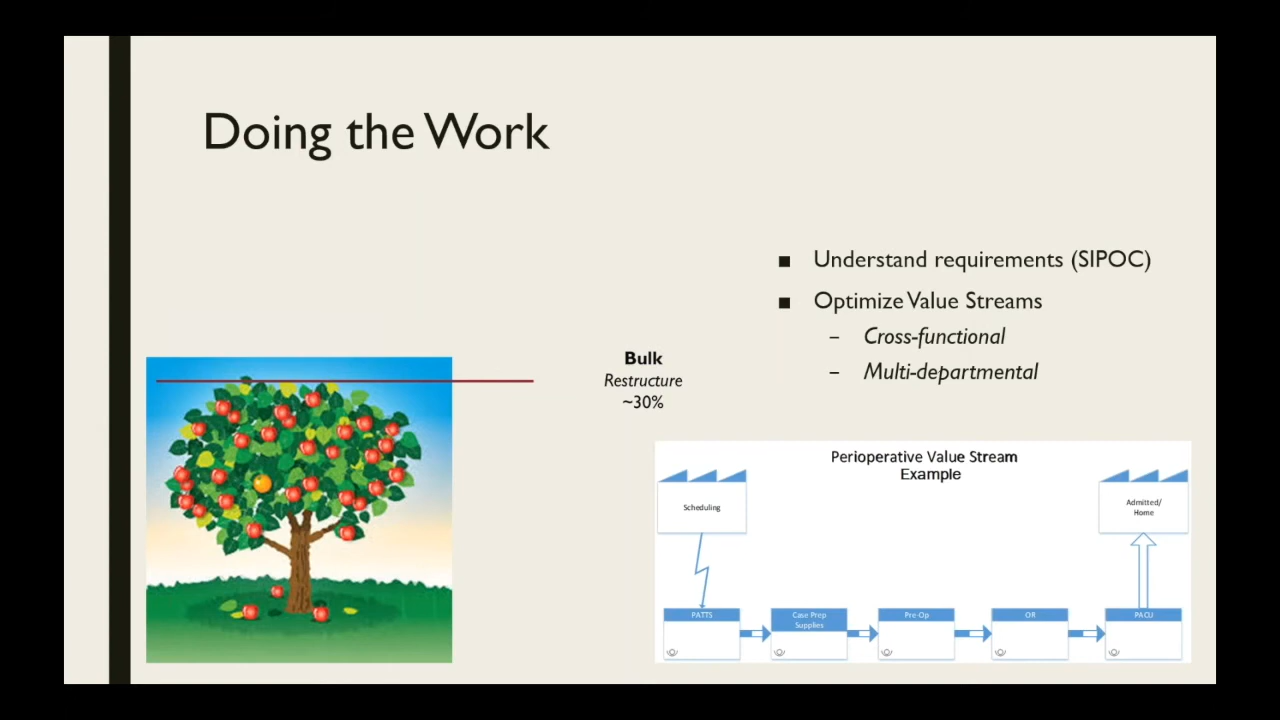 Doing the Work
■ Understand requirements (SIPOC)
■ Optimize Value Streams
– Cross-functional
– Multi-departmental
Bulk
Restructure
~30%
Perioperative Value Stream
Example
Scheduling
Admitted/
Home
PATTS
Case Prep
Supplies
Pre-Op
OR
PACU